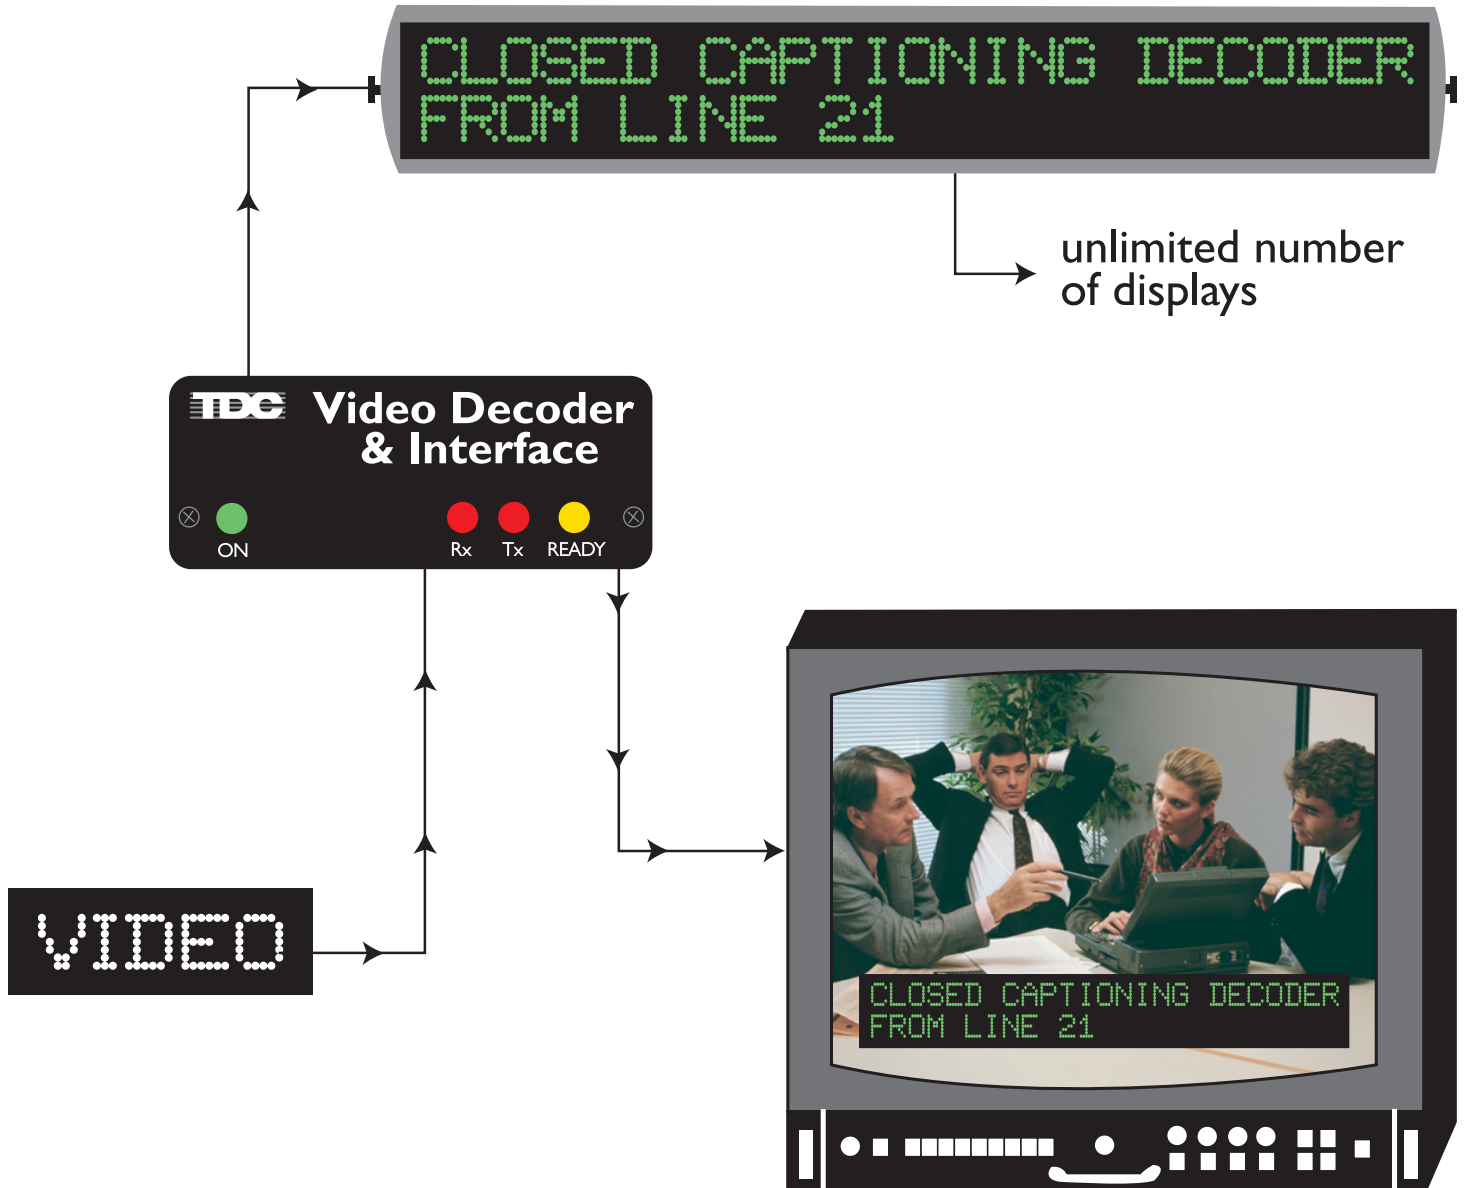 CLOSED CAPTIONING DECODER
FROM LINE 21
unlimited number
of displays
TDC
Video Decoder
& Interface
ON
Rx
Tx
READY
VIDEO
CLOSED CAPTIONING DECODER
FROM LINE 21